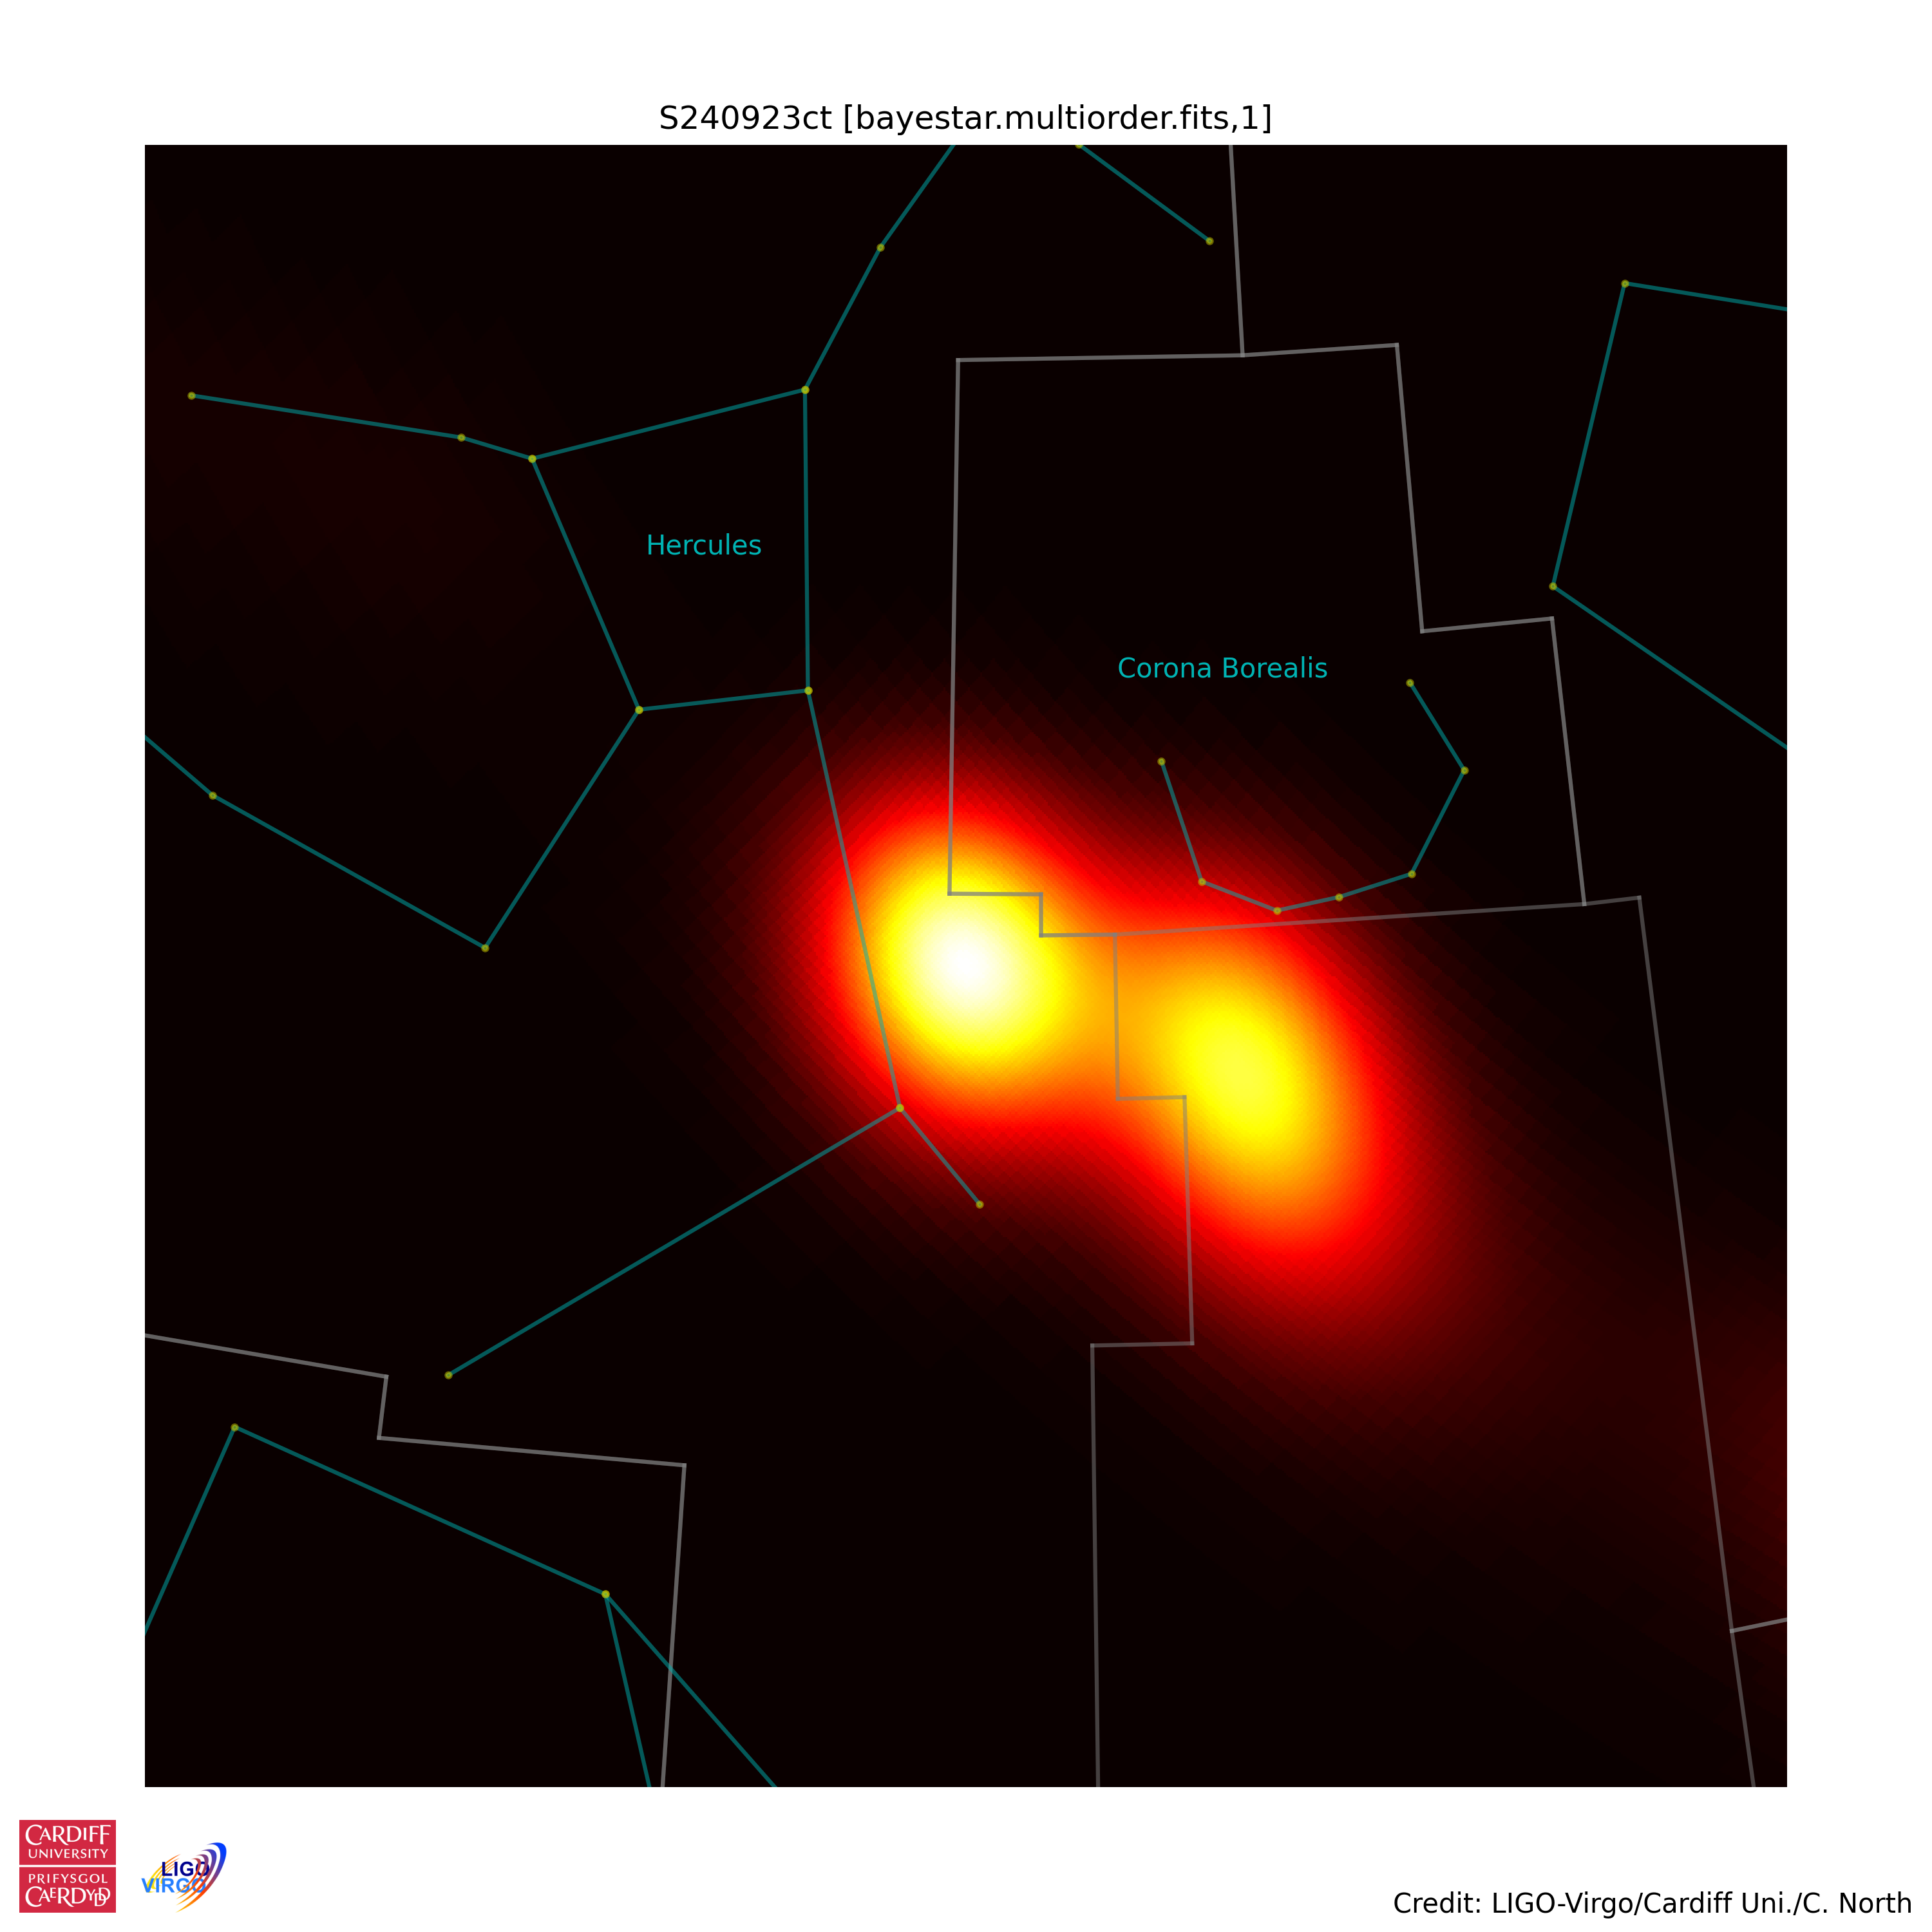 S240923ct [bayestar.multiorder.fits,1]
Hercules
Corona Borealis
CARDIFF
UNIVERSITY
PRIFYSGOL
CAERDYDD
LIGO
VIRGO
Credit: LIGO-Virgo/Cardiff Uni./C. North